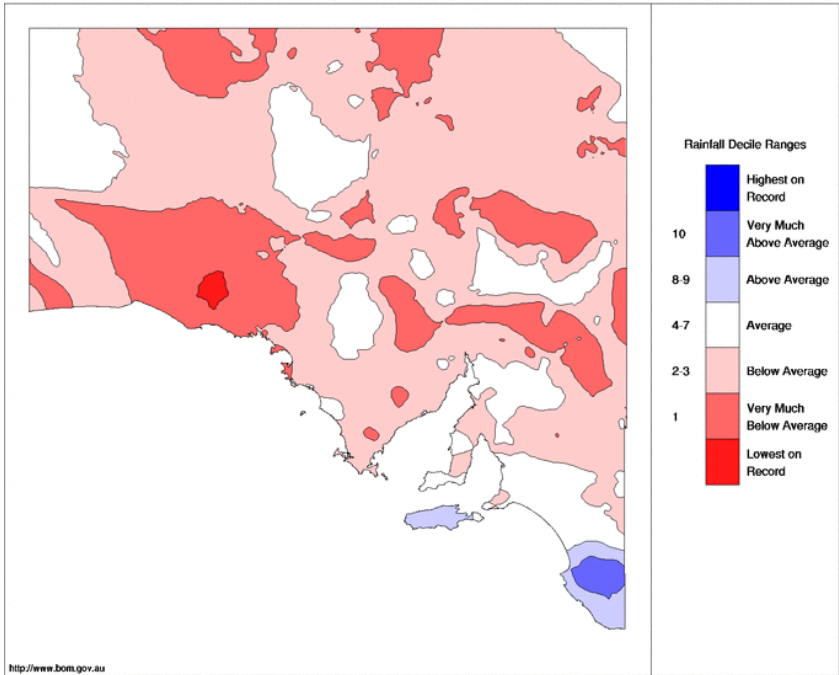 Rainfall Decile Ranges
Highest on
Record
10
Very Much
Above Average
8-9
Above Average
4-7
Average
2-3
Below Average
1
Very Much
Below Average
Lowest on
Record
http://www.bom.gov.au